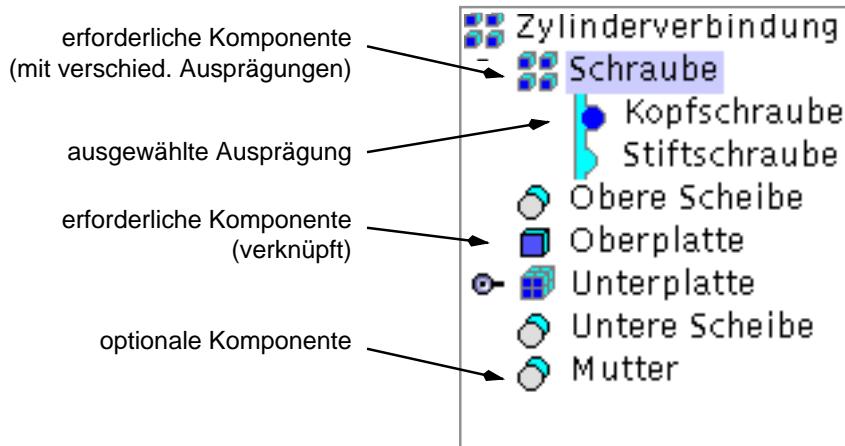 erforderliche Komponente
(mit verschied. Ausprägungen)
ausgewählte Ausprägung
erforderliche Komponente
(verknüpft)
optionale Komponente
Zylinderverbindung
Schraube
Kopfschraube
Stiftschraube
Obere Scheibe
Oberplatte
Unterplatte
Untere Scheibe
Mutter